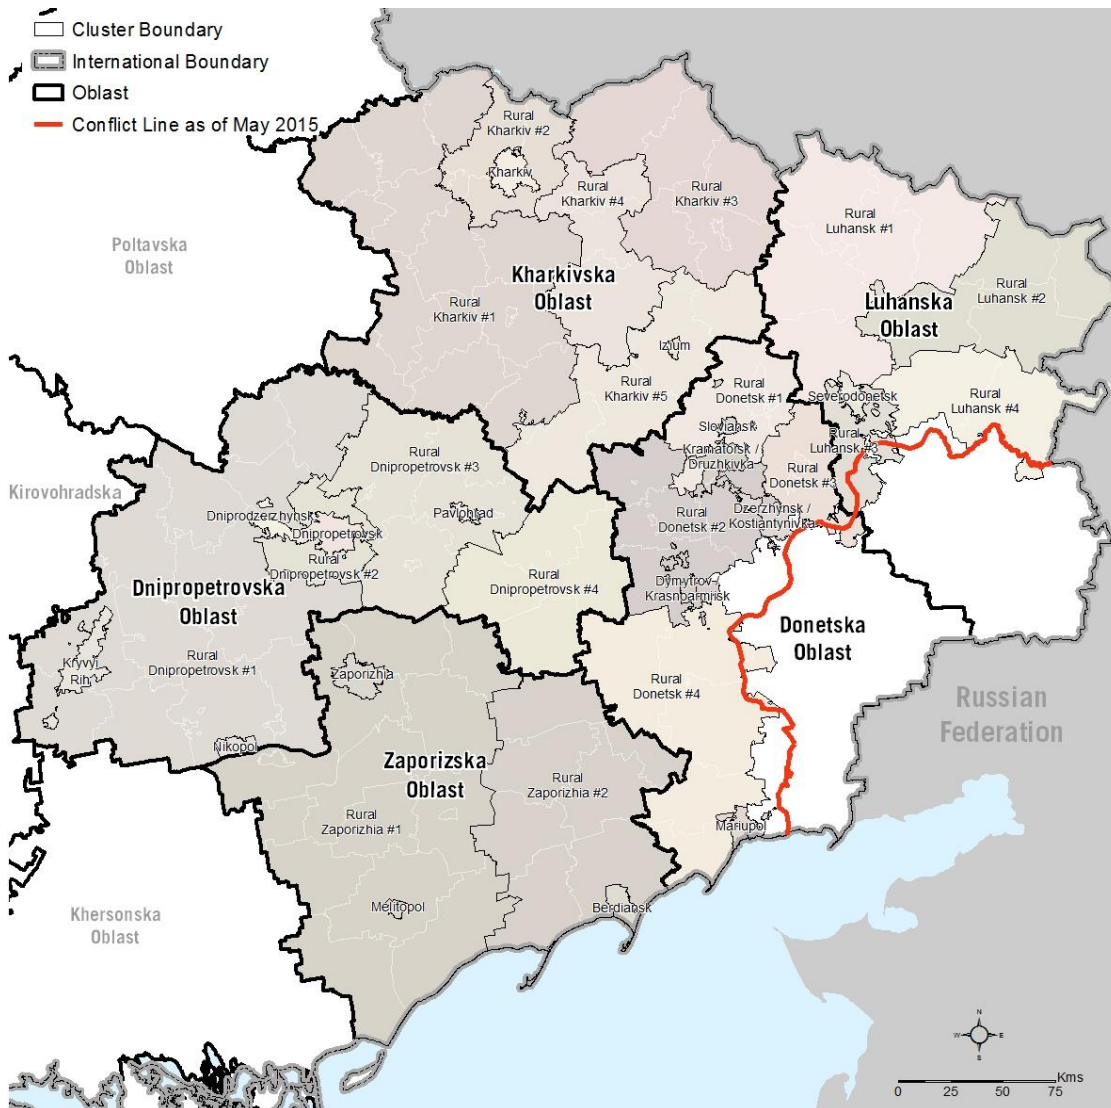 Cluster Boundary
International Boundary
Oblast
Conflict Line as of May 2015
Rural
Kharkiv #2
Kharkiv
Rural
Kharkiv #4
Rural
Kharkiv #3
Rural
Luhansk #1
Poltavska
Oblast
Kharkivska
Oblast
Rural
Kharkiv #1
Luhanska
Oblast
Rural
Luhansk #2
Izium
Rural
Kharkiv #5
Rural
Donetsk #1
Severodonetsk
Rural
Luhansk #4
Sloviansk
Kramatorsk /
Druzhkivka
Rural
Luhansk #3
Rural
Dnipropetrovsk #3
Rural
Donetsk #3
Kirovohradska
Dniprodzerzhynsk
Dnipropetrovsk
Pavlohrad
Rural
Donetsk #2
Dzerzhynsk /
Kostiantynivka
Rural
Dnipropetrovsk #2
Rural
Dnipropetrovsk #4
Dymytrov-
Krasnoarmiisk
Dnipropetrovska
Oblast
Donetska
Oblast
Kryvyi
Rih
Rural
Dnipropetrovsk #1
Zaporizhia
Rural
Donetsk #4
Russian
Federation
Nikopol
Zaporizska
Oblast
Rural
Zaporizhia #2
Rural
Zaporizhia #1
Mariupol
Melitopol
Berdiansk
Khersonska
Oblast
N
W E
S
Kms
0 25 50 75